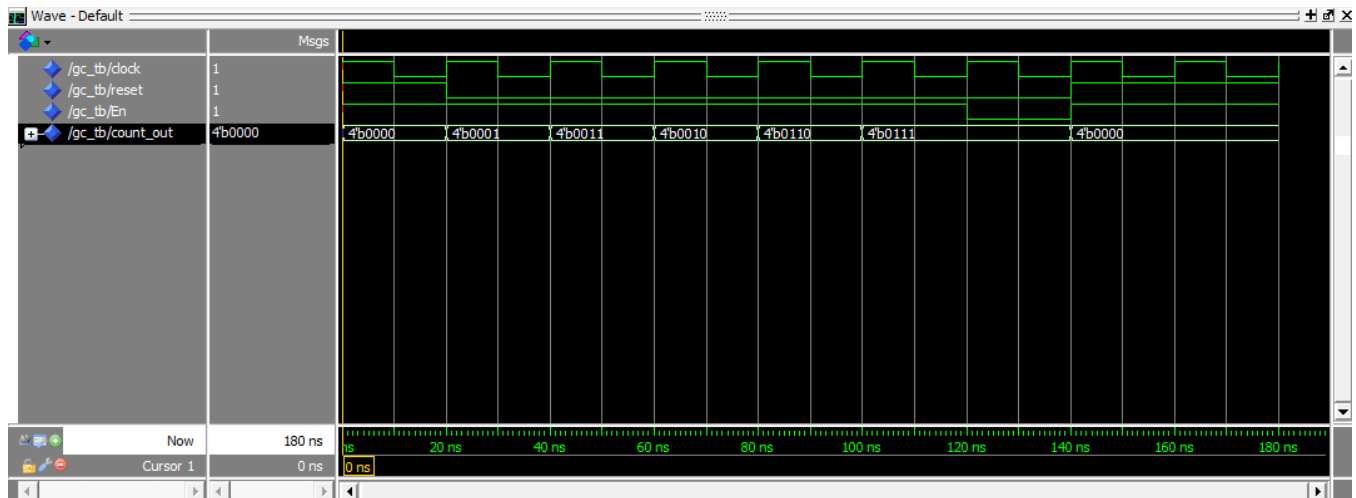 Wave - Default
Msgs
/gc_tb/clock 1
/gc_tb/reset 1
/gc_tb/En 1
/gc_tb/count_out 4'b0000 4'b0000 4'b0001 4'b0011 4'b0010 4'b0110 4'b0111 4'b0000
Now 180 ns ns 20 ns 40 ns 60 ns 80 ns 100 ns 120 ns 140 ns 160 ns 180 ns
Cursor 1 0 ns 0 ns